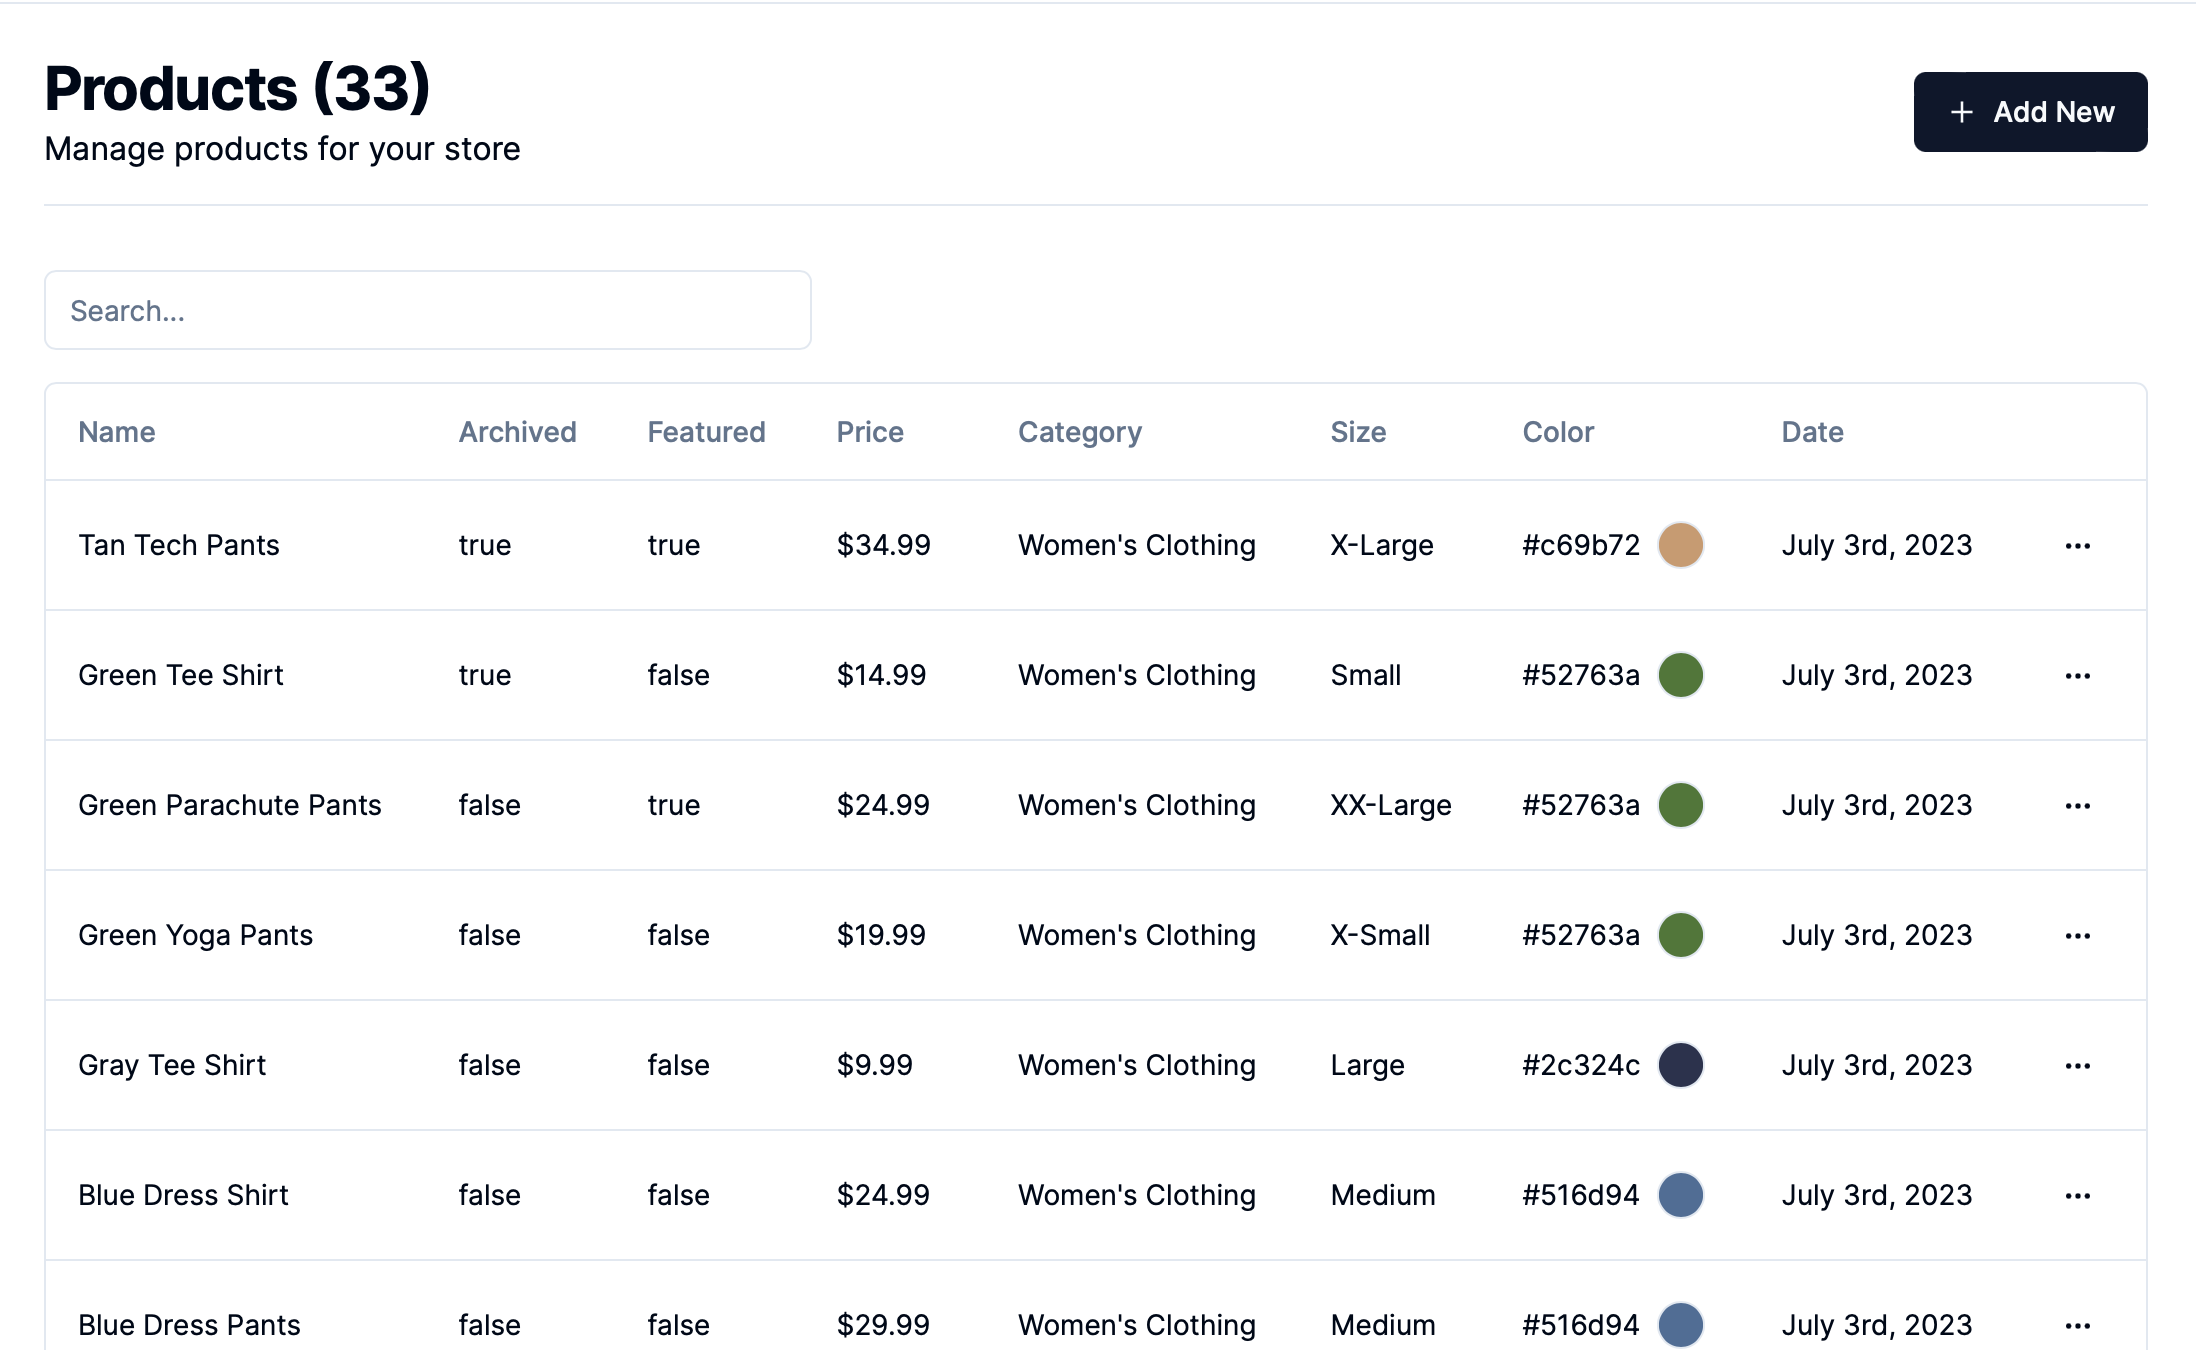 Products (33)
Manage products for your store
+ Add New
Search...
Name Archived Featured Price Category Size Color Date
Tan Tech Pants true true $34.99 Women's Clothing X-Large #c69b72 July 3rd, 2023 ...
Green Tee Shirt true false $14.99 Women's Clothing Small #52763a July 3rd, 2023 ...
Green Parachute Pants false true $24.99 Women's Clothing XX-Large #52763a July 3rd, 2023 ...
Green Yoga Pants false false $19.99 Women's Clothing X-Small #52763a July 3rd, 2023 ...
Gray Tee Shirt false false $9.99 Women's Clothing Large #2c324c July 3rd, 2023 ...
Blue Dress Shirt false false $24.99 Women's Clothing Medium #516d94 July 3rd, 2023 ...
Blue Dress Pants false false $29.99 Women's Clothing Medium #516d94 July 3rd, 2023 ...